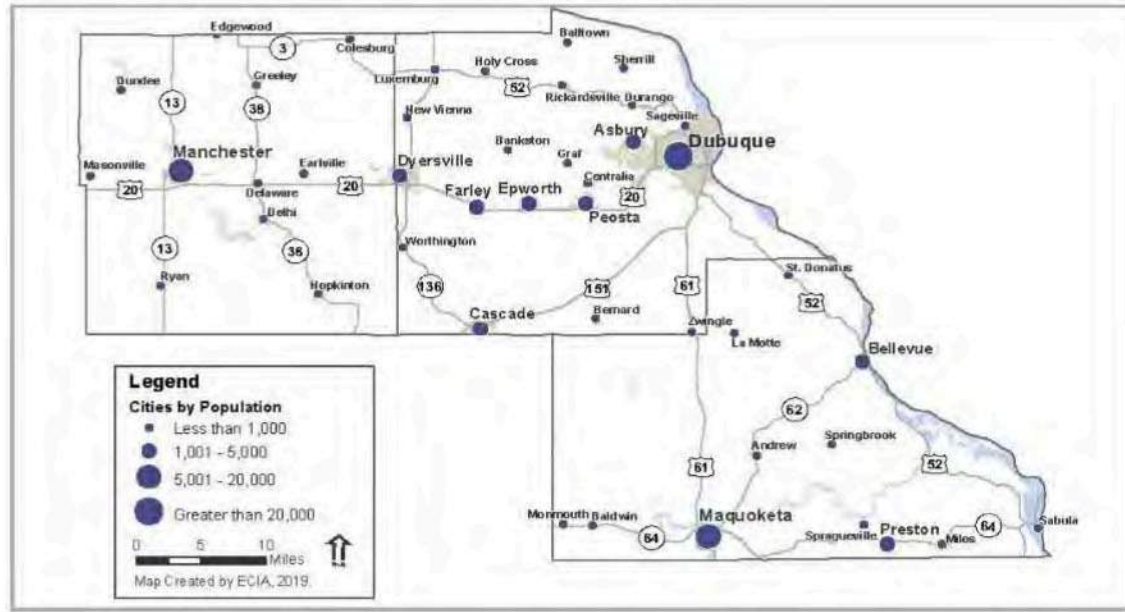 Edgewood
Balltown
3
Colesburg
Holy Cross
Sherrill
Dundee
Greeley
Luxemburg
52
Rickardsville
Durango
13
38
New Vienna
Sageville
Asbury
Bankston
Graf
Dubuque
Manchester
Masonville
Earlville
Dyersville
Centralia
20
20
Delaware
Farley
Epworth
20
Peosta
Delhi
13
38
Worthington
Ryan
Hopkinton
136
151
61
St. Donatus
52
Cascade
Bernard
Zwingle
La Motte
Bellevue
62
Andrew
Springbrook
61
52
Monmouth
Baldwin
64
Maquoketa
Spragueville
Preston
Miles
64
Sabula
Legend
Cities by Population
Less than 1,000
1,001 - 5,000
5,001 - 20,000
Greater than 20,000
0 5 10
Miles
Map Created by ECIA, 2019.